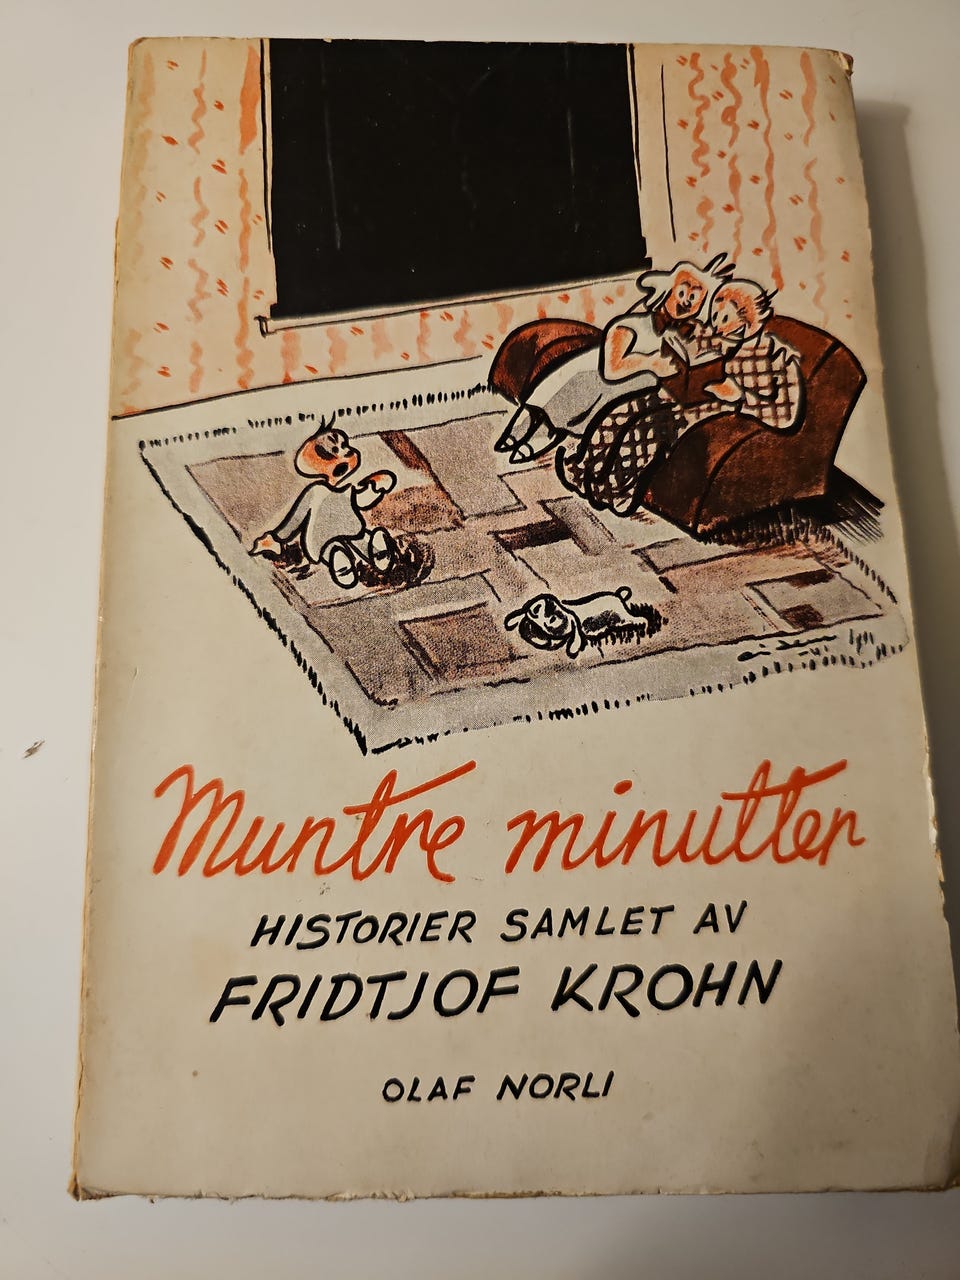 Muntre minutter
HISTORIER SAMLET AV
FRIDTJOF KROHN
OLAF NORLI